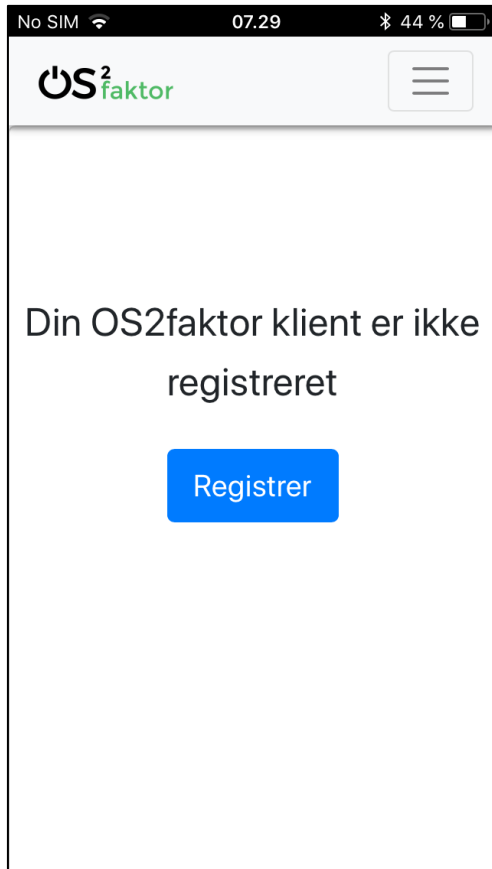 No SIM 07.29 44 %
OS2faktor
Din OS2faktor klient er ikke
registreret
Registrer